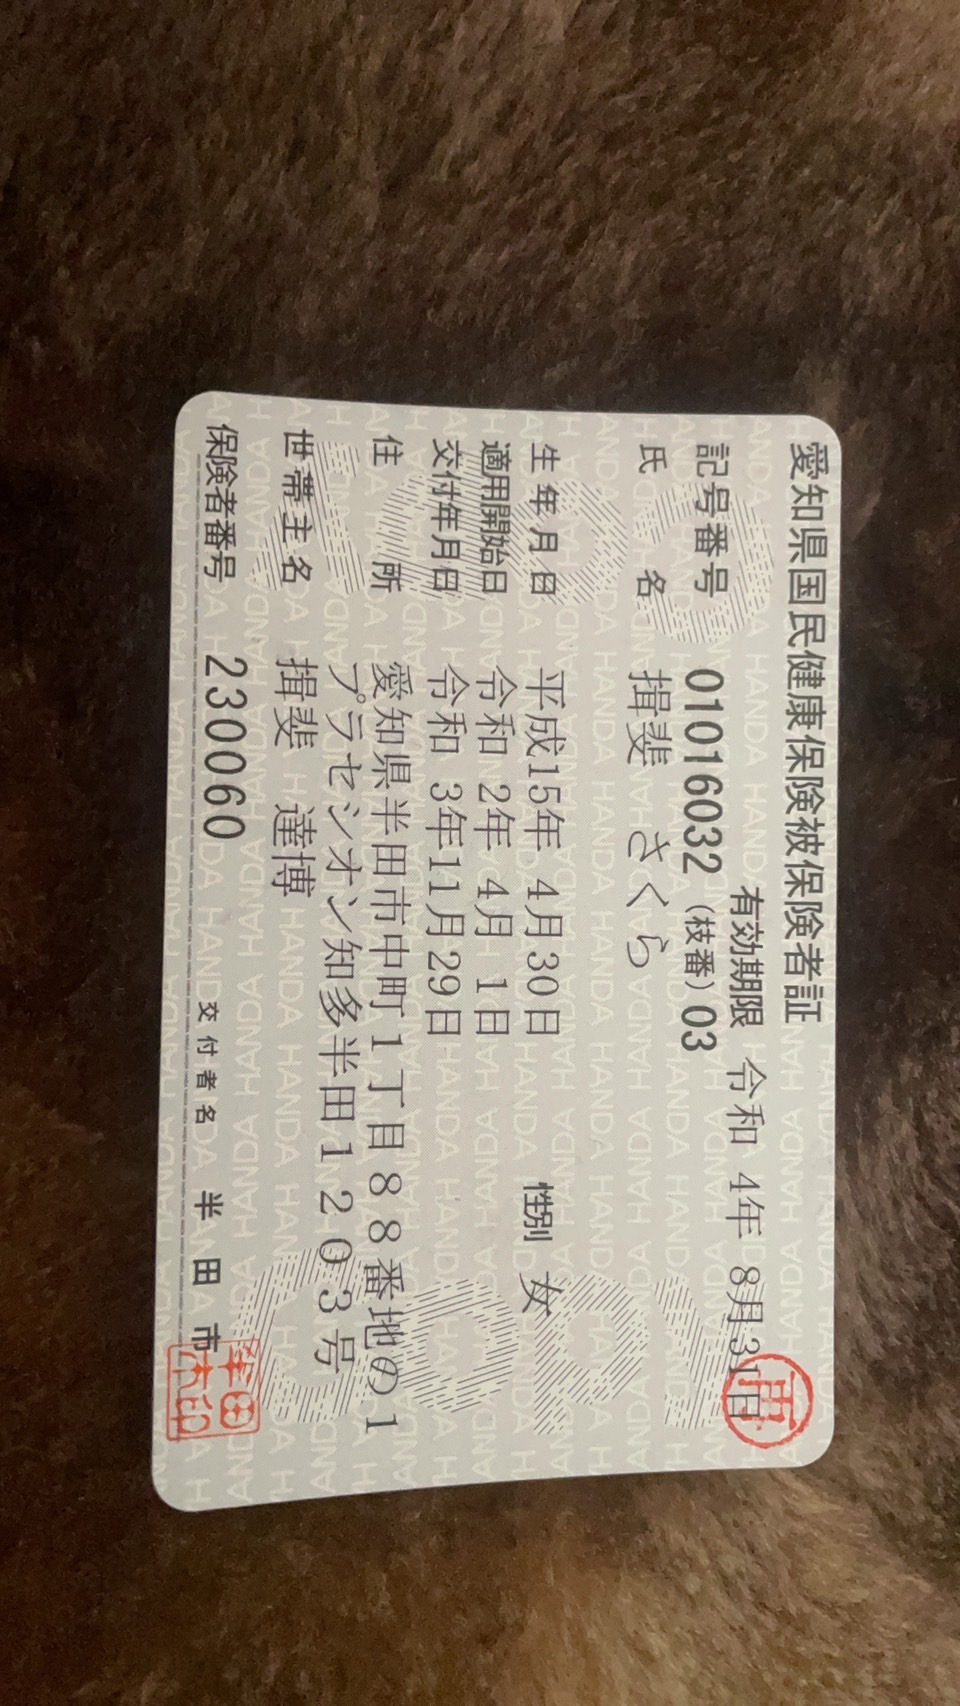 愛知県国民健康保険被保険者証
有効期限 令和 4年 8月31日
記号番号 01016032 (枝番)03
氏名 揖斐 さくら
生年月日 平成15年 4月30日 性別 女
適用開始日 令和 2年 4月 1日
交付年月日 令和 3年11月29日
住所 愛知県半田市中町1丁目88番地の1
プラセシオン知多半田1203号
世帯主名 揖斐 達博
保険者番号 230060 交付者名 半田市